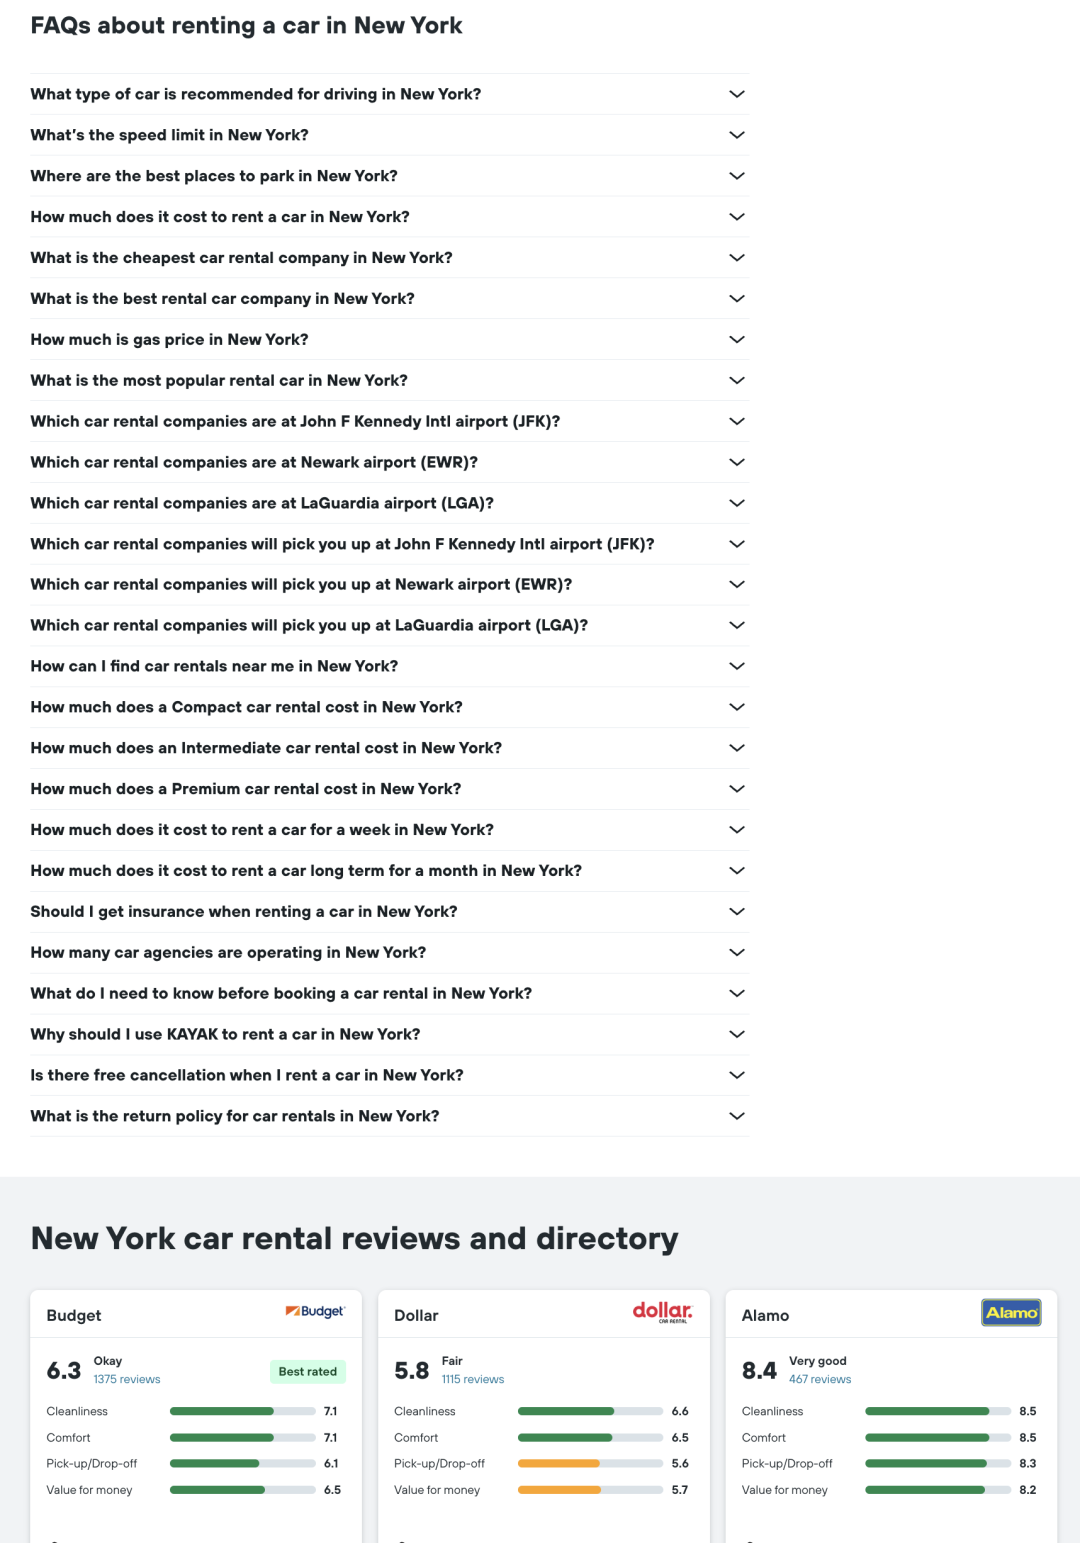 FAQs about renting a car in New York
What type of car is recommended for driving in New York?
What's the speed limit in New York?
Where are the best places to park in New York?
How much does it cost to rent a car in New York?
What is the cheapest car rental company in New York?
What is the best rental car company in New York?
How much is gas price in New York?
What is the most popular rental car in New York?
Which car rental companies are at John F Kennedy Intl airport (JFK)?
Which car rental companies are at Newark airport (EWR)?
Which car rental companies are at LaGuardia airport (LGA)?
Which car rental companies will pick you up at John F Kennedy Intl airport (JFK)?
Which car rental companies will pick you up at Newark airport (EWR)?
Which car rental companies will pick you up at LaGuardia airport (LGA)?
How can I find car rentals near me in New York?
How much does a Compact car rental cost in New York?
How much does an Intermediate car rental cost in New York?
How much does a Premium car rental cost in New York?
How much does it cost to rent a car for a week in New York?
How much does it cost to rent a car long term for a month in New York?
Should I get insurance when renting a car in New York?
How many car agencies are operating in New York?
What do I need to know before booking a car rental in New York?
Why should I use KAYAK to rent a car in New York?
Is there free cancellation when I rent a car in New York?
What is the return policy for car rentals in New York?
New York car rental reviews and directory
Budget
Budget
6.3
Okay
1375 reviews
Best rated
Cleanliness 7.1
Comfort 7.1
Pick-up/Drop-off 6.1
Value for money 6.5
Dollar
dollar.
CAR RENTAL
5.8
Fair
1115 reviews
Cleanliness 6.6
Comfort 6.5
Pick-up/Drop-off 5.6
Value for money 5.7
Alamo
Alamo
8.4
Very good
467 reviews
Cleanliness 8.5
Comfort 8.5
Pick-up/Drop-off 8.3
Value for money 8.2